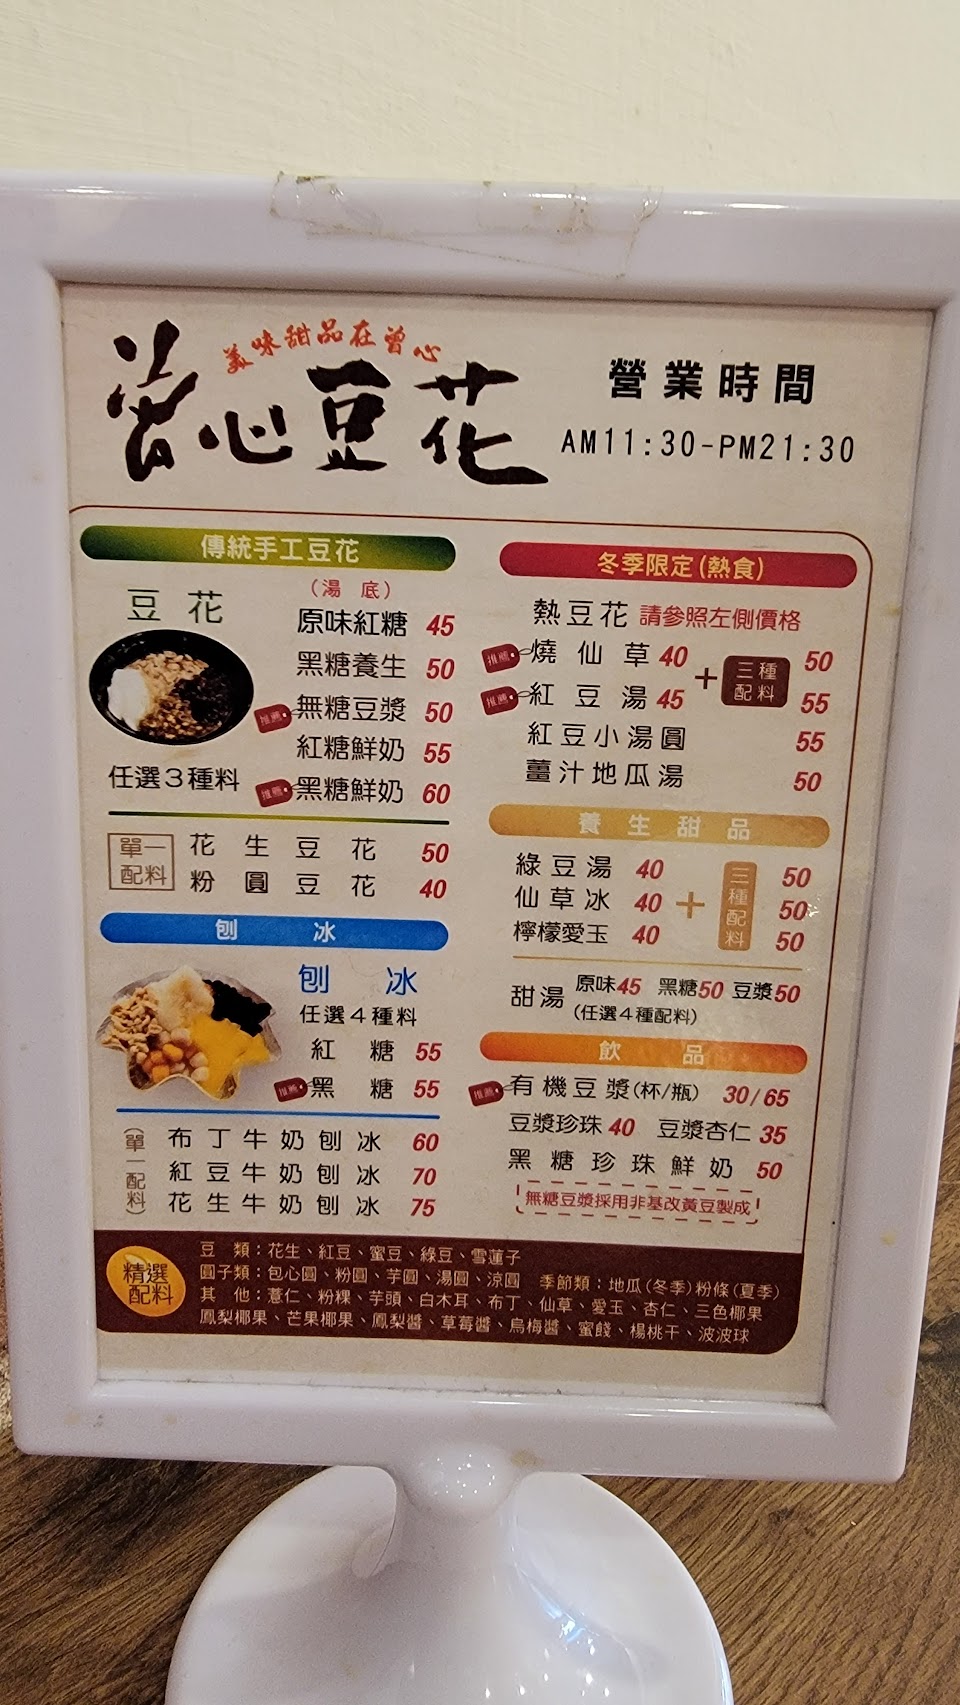 美味甜品在曾心
曾心豆花
營業時間
AM11:30-PM21:30
傳統手工豆花
豆花
(湯底)
原味紅糖 45
黑糖養生 50
推薦 無糖豆漿 50
紅糖鮮奶 55
任選3種料
推薦 黑糖鮮奶 60
單一配料
花生豆花 50
粉圓豆花 40
刨冰
刨冰
任選4種料
紅糖 55
推薦 黑糖 55
(單一配料)
布丁牛奶刨冰 60
紅豆牛奶刨冰 70
花生牛奶刨冰 75
冬季限定(熱食)
熱豆花 請參照左側價格
推薦 燒仙草 40 + 三種配料 50
推薦 紅豆湯 45 55
紅豆小湯圓 55
薑汁地瓜湯 50
養生甜品
綠豆湯 40 + 三種配料 50
仙草冰 40 50
檸檬愛玉 40 50
甜湯 原味45 黑糖50 豆漿50
(任選4種配料)
飲品
推薦 有機豆漿(杯/瓶) 30/65
豆漿珍珠 40 豆漿杏仁 35
黑糖珍珠鮮奶 50
無糖豆漿採用非基改黃豆製成
精選配料
豆類:花生、紅豆、蜜豆、綠豆、雪蓮子
圓子類:包心圓、粉圓、芋圓、湯圓、涼圓 季節類:地瓜(冬季)粉條(夏季)
其他:薏仁、粉粿、芋頭、白木耳、布丁、仙草、愛玉、杏仁、三色椰果
鳳梨椰果、芒果椰果、鳳梨醬、草莓醬、烏梅醬、蜜餞、楊桃干、波波球